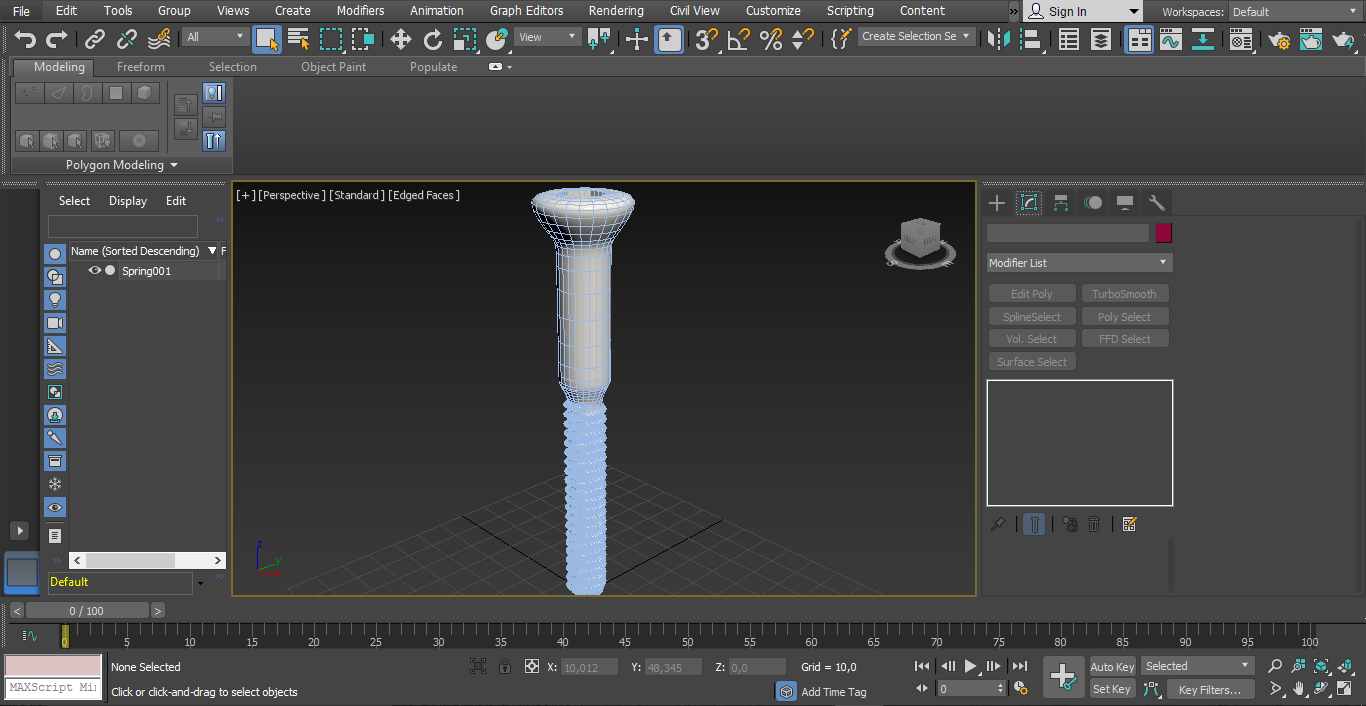 File Edit Tools Group Views Create Modifiers Animation Graph Editors Rendering Civil View Customize Scripting Content » Sign In Workspaces: Default
All View Create Selection Se
Modeling Freeform Selection Object Paint Populate
Polygon Modeling
Select Display Edit
[+] [Perspective] [Standard] [Edged Faces]
Name (Sorted Descending) F
Spring001
Modifier List
Edit Poly TurboSmooth
SplineSelect Poly Select
Vol. Select FFD Select
Surface Select
z
y
x
Default
< 0 / 100 >
0 5 10 15 20 25 30 35 40 45 50 55 60 65 70 75 80 85 90 95 100
None Selected X: 10,012 Y: 48,345 Z: 0,0 Grid = 10,0 Auto Key Selected
MAXScript Mi
Click or click-and-drag to select objects Add Time Tag 0 Set Key Key Filters...